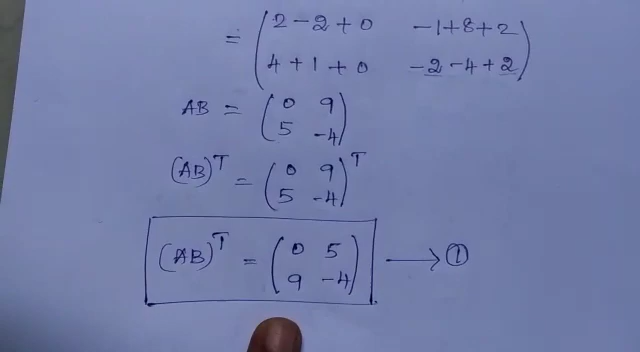 = ( 2-2+0 -1+8+2
4+1+0 -2-4+2 )
AB = ( 0 9
5 -4 )
(AB)^T = ( 0 9
5 -4 )^T
(AB)^T = ( 0 5
9 -4 ) → ①